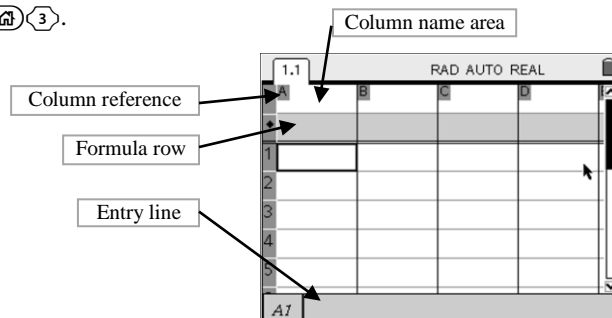 3.
Column name area
1.1 RAD AUTO REAL
Column reference
A B C D
Formula row
1
2
3
Entry line
4
5
A1